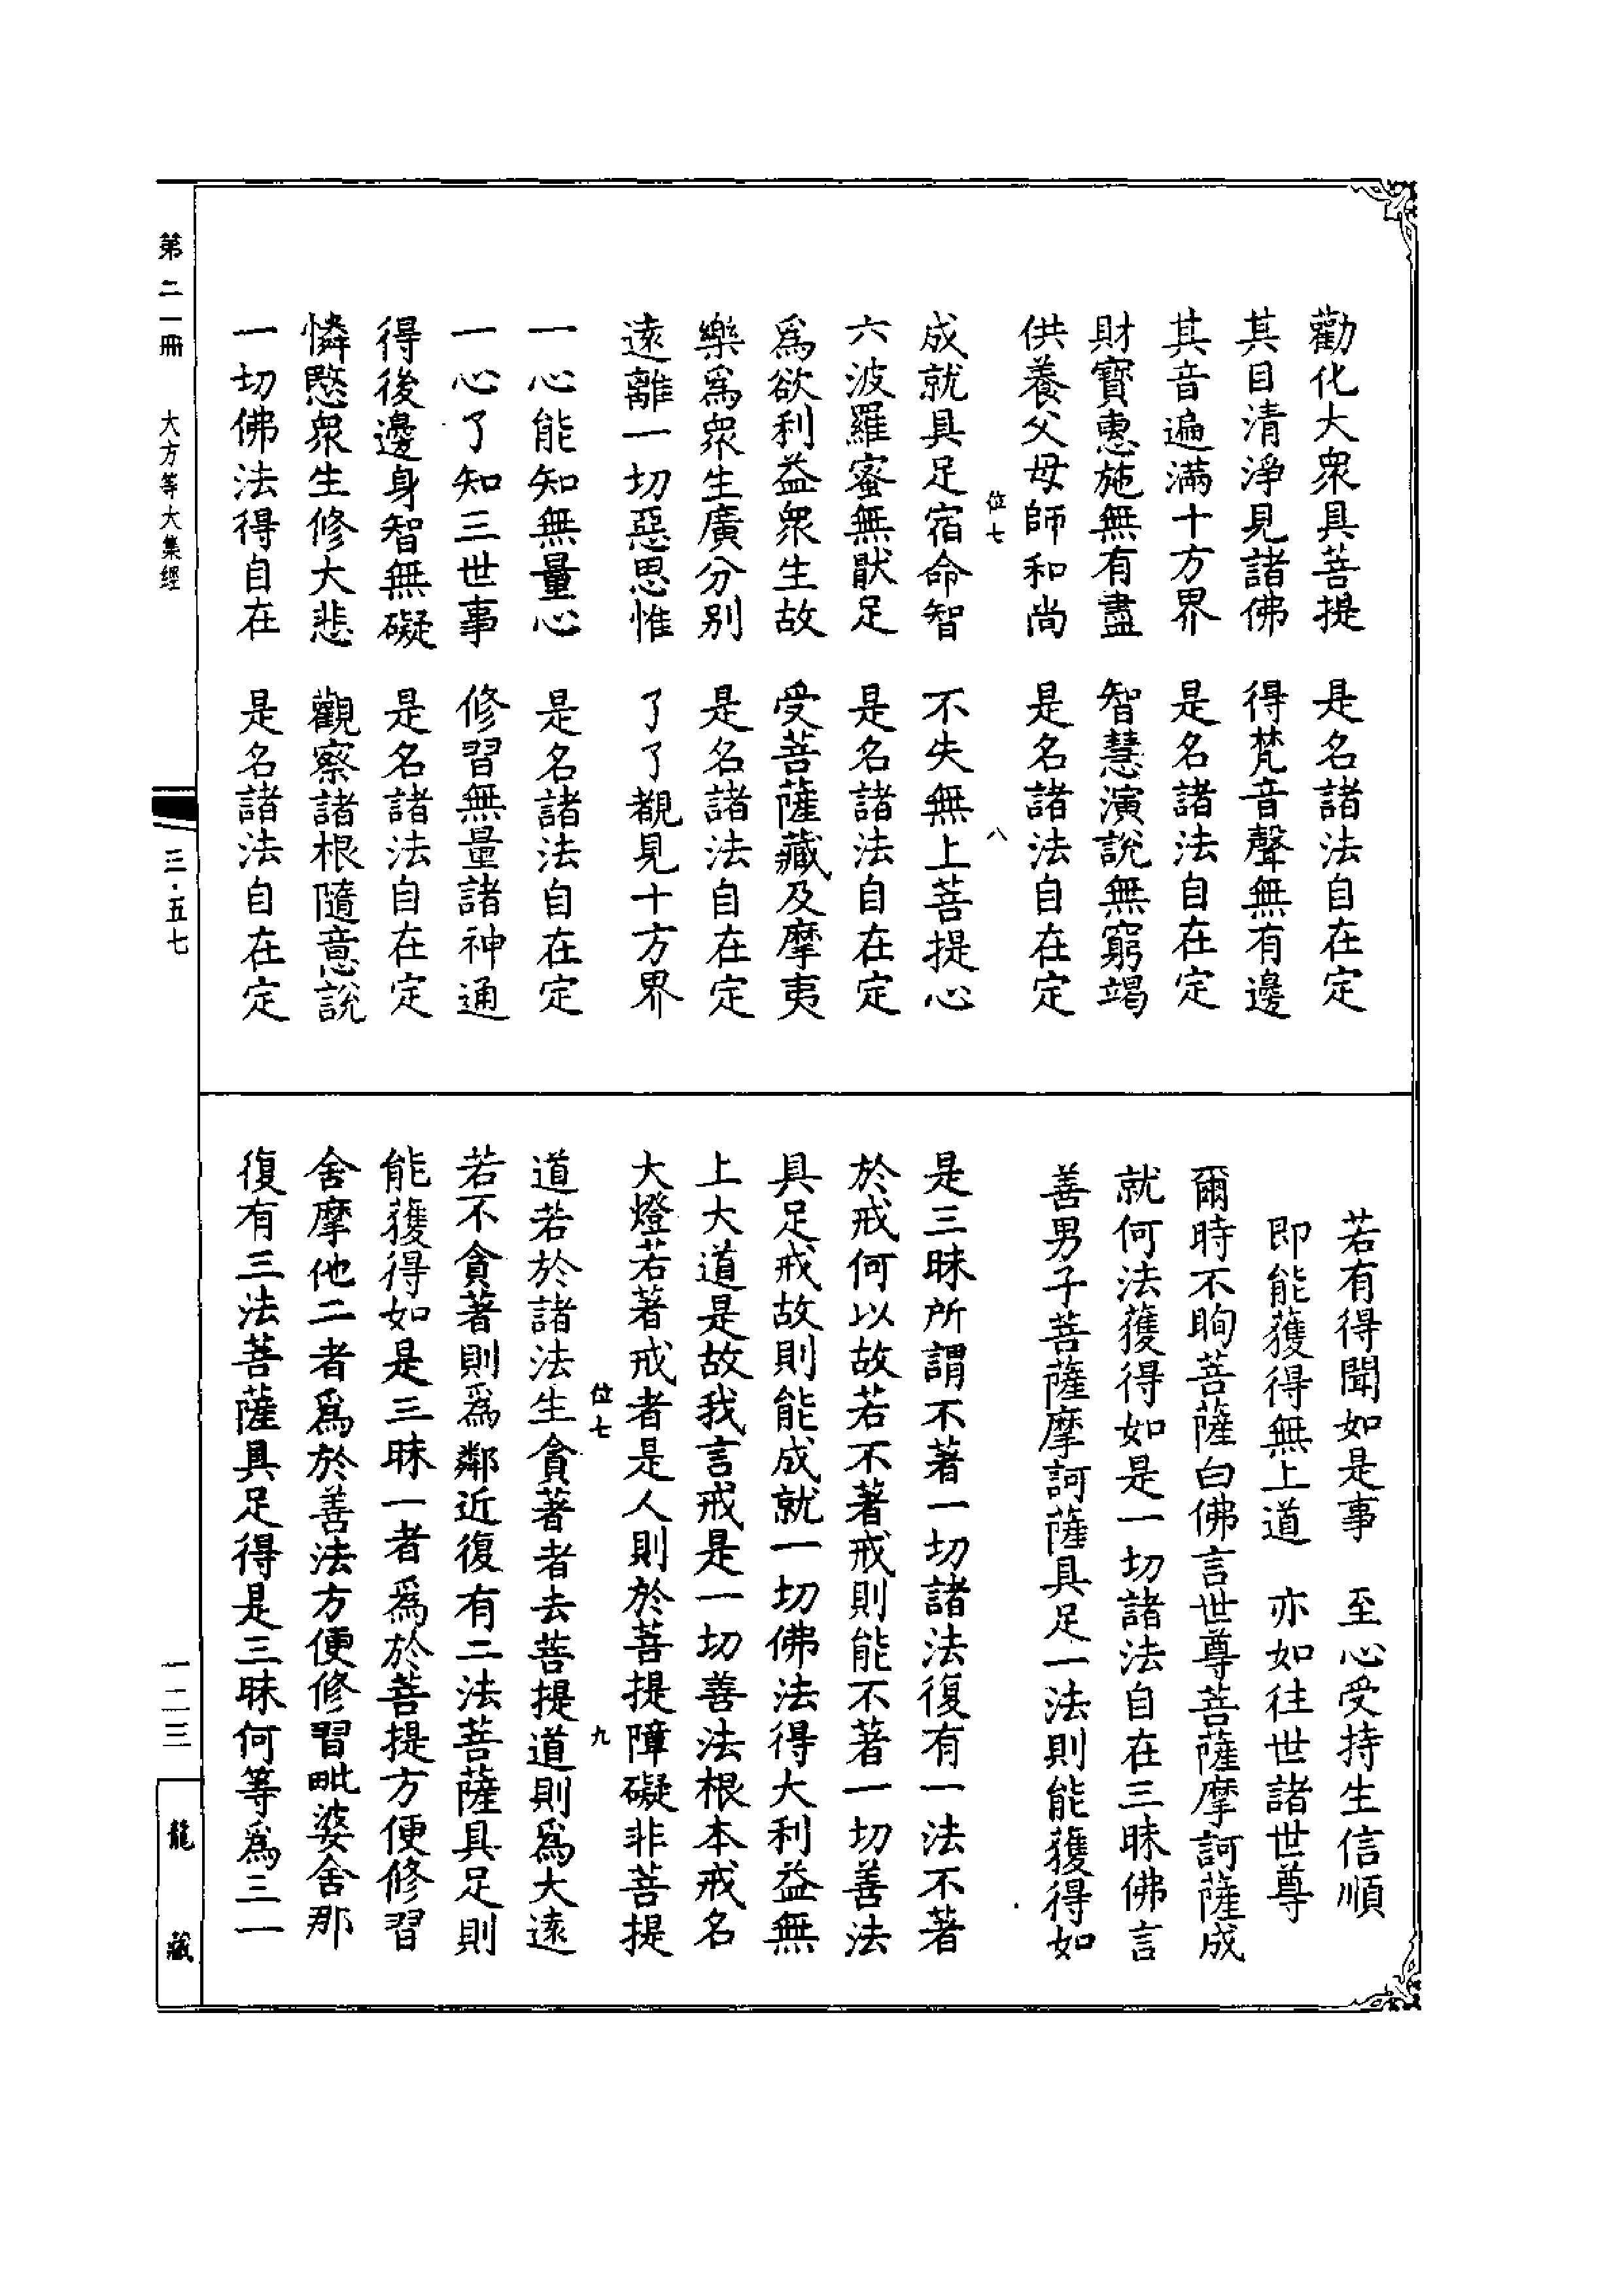 勸化大衆具菩提　是名諸法自在定
其目清淨見諸佛　得梵音聲無有邊
其音遍滿十方界　是名諸法自在定
財寶惠施無有盡　智慧演說無窮竭
供養父母師和尚　是名諸法自在定
位七　八
成就具足宿命智　不失無上菩提心
六波羅蜜無猒足　是名諸法自在定
爲欲利益衆生故　受菩薩藏及摩夷
樂爲衆生廣分別　是名諸法自在定
遠離一切惡思惟　了了覩見十方界
一心能知無量心　是名諸法自在定
一心了知三世事　修習無量諸神通
得後邊身智無礙　是名諸法自在定
憐愍衆生修大悲　觀察諸根隨意說
一切佛法得自在　是名諸法自在定
若有得聞如是事　至心受持生信順
即能獲得無上道　亦如往世諸世尊
爾時不眴菩薩白佛言世尊菩薩摩訶薩成
就何法獲得如是一切諸法自在三昧佛言
善男子菩薩摩訶薩具足一法則能獲得如
是三昧所謂不著一切諸法復有一法不著
於戒何以故若不著戒則能不著一切善法
具足戒故則能成就一切佛法得大利益無
上大道是故我言戒是一切善法根本戒名
大燈若著戒者是人則於菩提障礙非菩提
位七　九
道若於諸法生貪著者去菩提道則爲大遠
若不貪著則爲鄰近復有二法菩薩具足則
能獲得如是三昧一者爲於菩提方便修習
舍摩他二者爲於善法方便修習毗婆舍那
復有三法菩薩具足得是三昧何等爲三一
第二一冊　大方等大集經　三·五七　一二三　龍藏